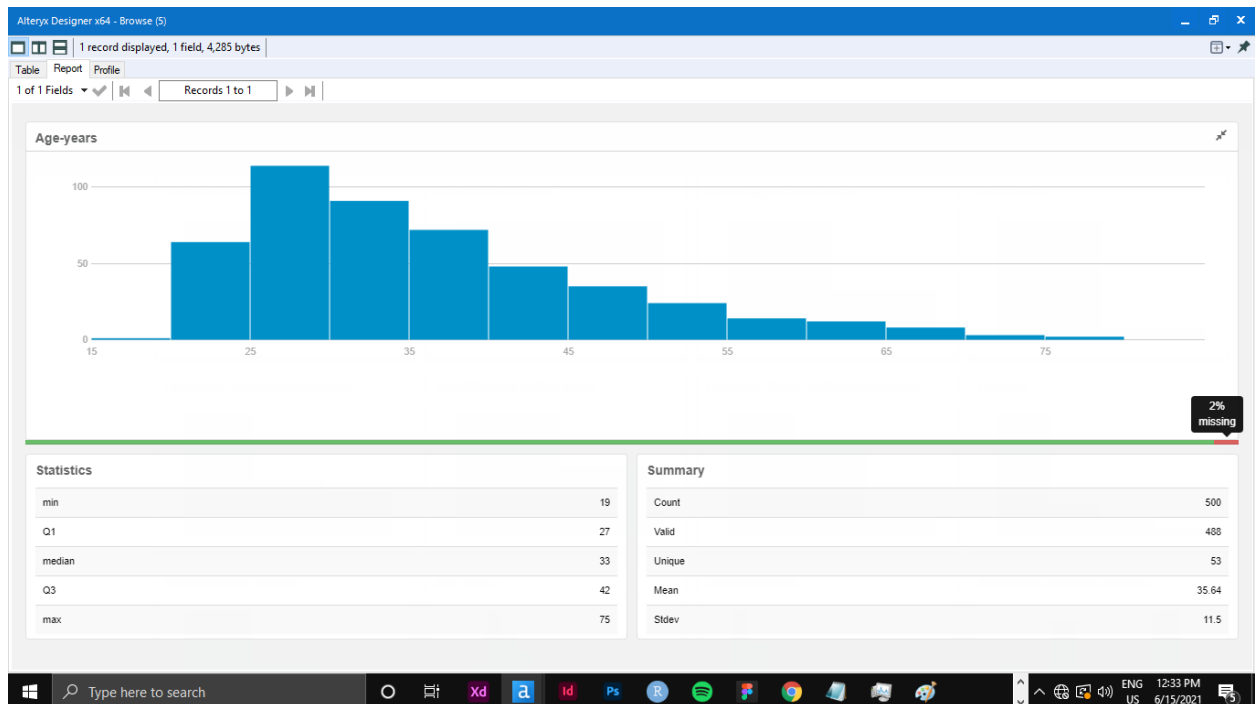 Alteryx Designer x64 - Browse (5)
1 record displayed, 1 field, 4,285 bytes
Table Report Profile
1 of 1 Fields Records 1 to 1
Age-years
100
50
0
15 25 35 45 55 65 75
2%
missing
Statistics
min 19
Q1 27
median 33
Q3 42
max 75
Summary
Count 500
Valid 488
Unique 53
Mean 35.64
Stdev 11.5
Type here to search
Xd a Id Ps R
ENG
US
12:33 PM
6/15/2021
5